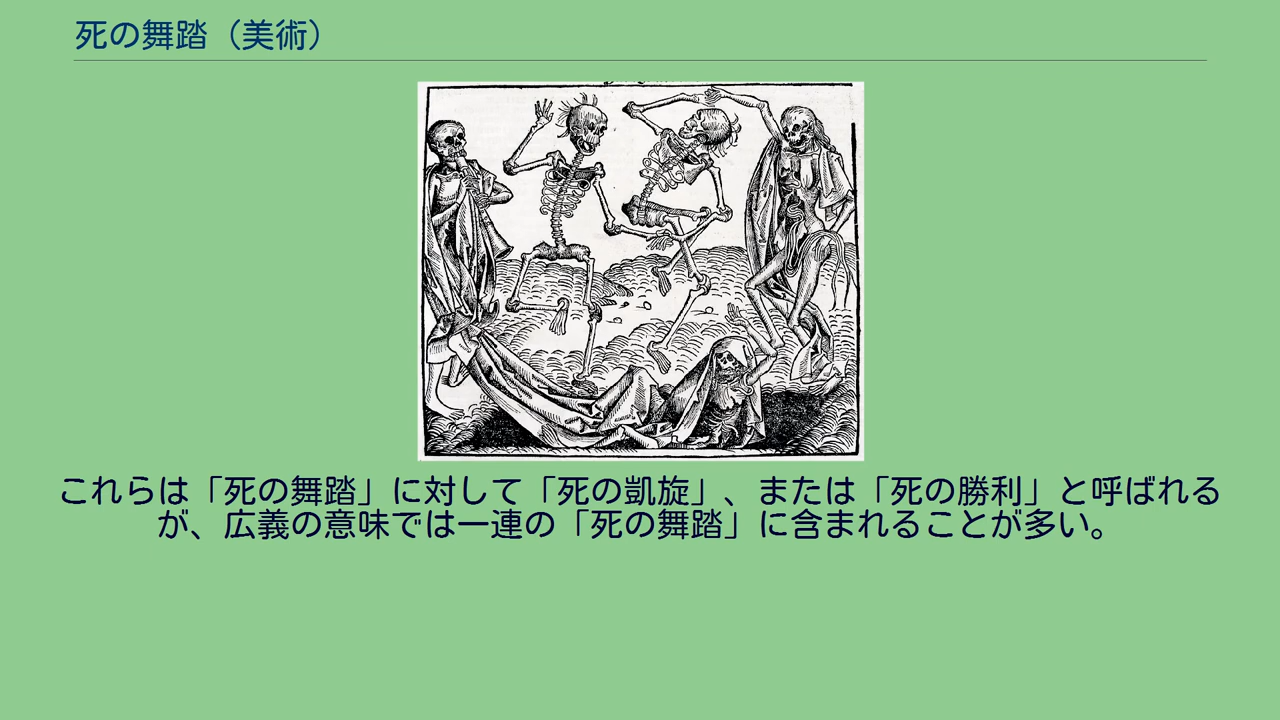 死の舞踏（美術）
これらは「死の舞踏」に対して「死の凱旋」、または「死の勝利」と呼ばれる
が、広義の意味では一連の「死の舞踏」に含まれることが多い。